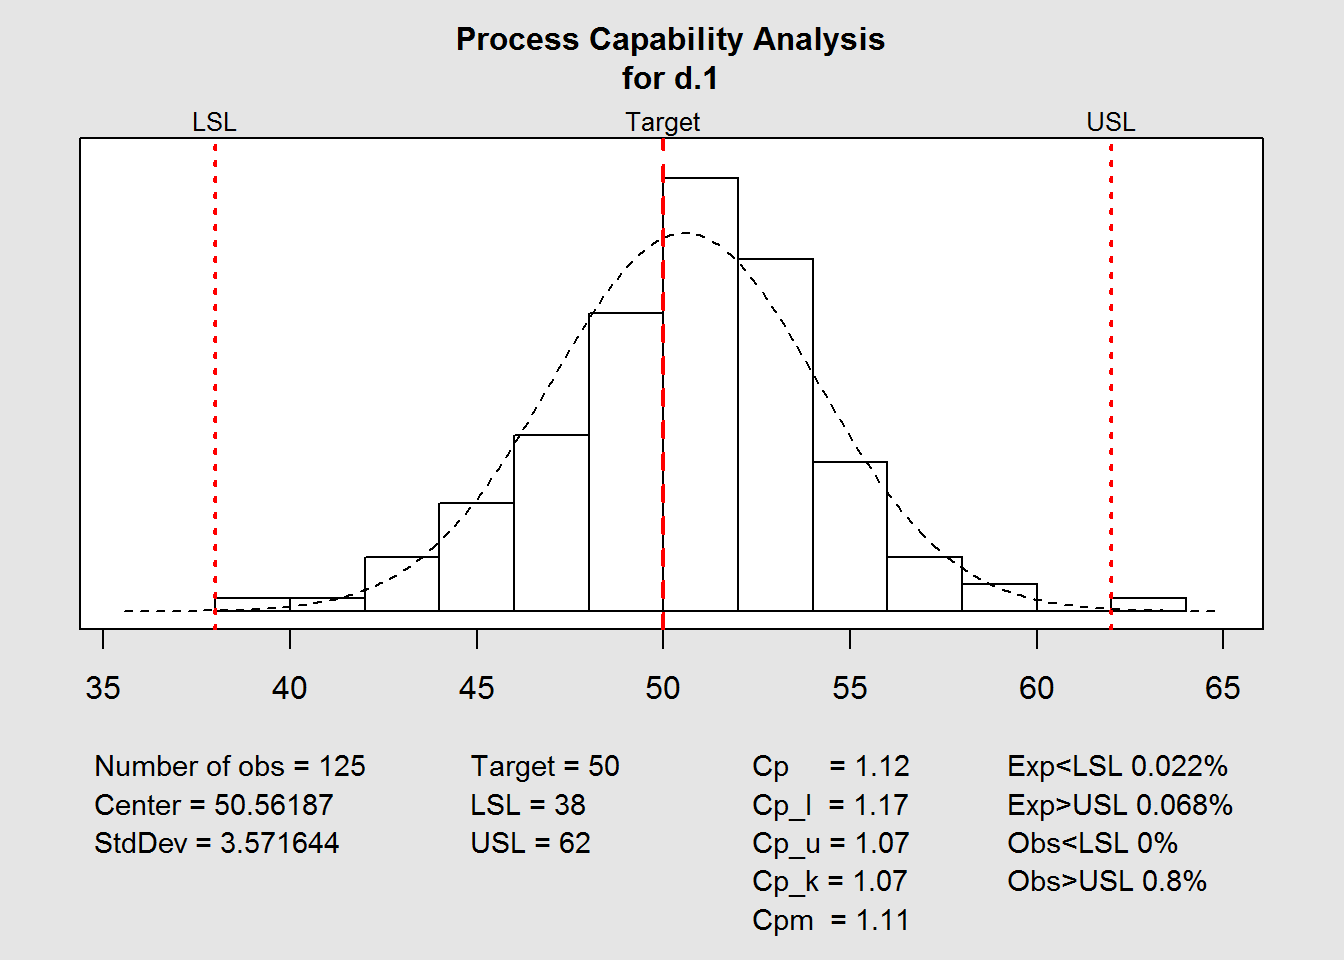 Process Capability Analysis
for d.1
LSL Target USL
35 40 45 50 55 60 65
Number of obs = 125
Center = 50.56187
StdDev = 3.571644
Target = 50
LSL = 38
USL = 62
Cp = 1.12
Cp_l = 1.17
Cp_u = 1.07
Cp_k = 1.07
Cpm = 1.11
Exp<LSL 0.022%
Exp>USL 0.068%
Obs<LSL 0%
Obs>USL 0.8%